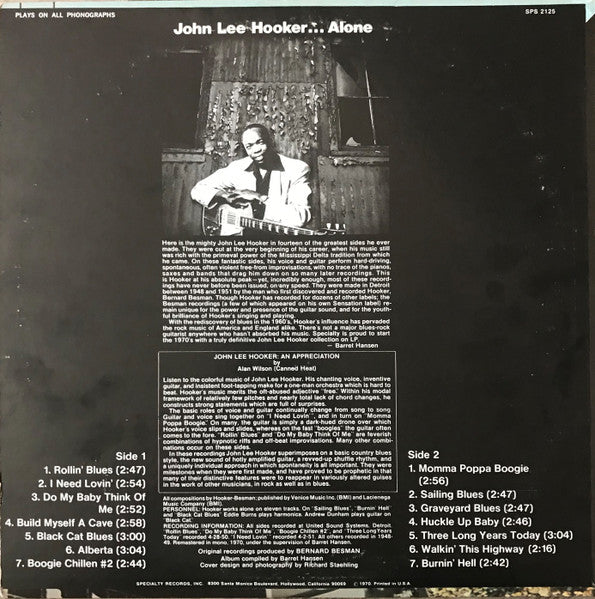 PLAYS ON ALL PHONOGRAPHS
SPS 2125
John Lee Hooker... Alone
Here is the mighty John Lee Hooker in fourteen of the greatest sides he ever
made. They were cut at the very beginning of his career, when his music still
was rich with the primeval power of the Mississippi Delta tradition from which
he came. On these fantastic sides, his voice and guitar perform hard-driving,
spontaneous, often violent free-form improvisations, with no trace of the pianos,
saxes and bands that drag him down on so many later recordings. This
is Hooker at his absolute peak—yet, incredibly enough, most of these record-
ings have never before been issued, on any speed. They were made in Detroit
between 1948 and 1951 by the man who first discovered and recorded Hooker,
Bernard Besman. Though Hooker has recorded for dozens of other labels; the
Besman recordings (a few of which appeared on his own Sensation label) re-
main unique for the power and presence of the guitar sound, and for the youth-
ful brilliance of Hooker's singing and playing.
With the rediscovery of blues in the 1960's, Hooker's influence has pervaded
the rock music of America and England alike. There's not a major blues-rock
guitarist anywhere who hasn't absorbed his music. Specialty is proud to start
the 1970's with a truly definitive John Lee Hooker collection on LP.
— Barret Hansen
JOHN LEE HOOKER: AN APPRECIATION
by
Alan Wilson (Canned Heat)
Listen to the colorful music of John Lee Hooker. His chanting voice, inventive
guitar, and insistent foot-tapping make for a one-man orchestra which is hard to
beat. Hooker's music merits the oft-abused adjective "free." Within his modal
framework of relatively few pitches and nearly total lack of chord changes, he
constructs strong statements which are full of surprises.
The basic roles of voice and guitar continually change from song to song.
Guitar and voice sing together on "I Need Lovin'", and in turn on "Momma
Poppa Boogie." On many, the guitar is simply a dark-hued drone over which
Hooker's voice slips and slides, whereas on the last "boogies" the guitar often
comes to the fore. "Rollin' Blues" and "Do My Baby Think Of Me" are feverish
combinations of hypnotic riffs and off-beat improvisations. Many other combi-
nations occur on these sides.
In these recordings John Lee Hooker superimposes on a basic country blues
style, the new sound of hotly amplified guitar, a revved-up shuffle rhythm, and
a uniquely individual approach in which spontaneity is all important. They were
milestones when they were first made, and have proved to be prophetic in that
many of their distinctive features were to reappear in variously altered guises
in the work of other musicians, in rock as well as in blues.
All compositions by Hooker-Besman; published by Venice Music Inc. (BMI) and Lacienega
Music Company (BMI).
PERSONNEL: Hooker works alone on eleven tracks. On "Sailing Blues", "Burnin' Hell"
and "Black Cat Blues" Eddie Burns plays harmonica. Andrew Dunham plays guitar on
"Black Cat."
RECORDING INFORMATION: All sides recorded at United Sound Systems, Detroit.
"Rollin' Blues", "Do My Baby Think Of Me", "Boogie Chillen #2", and "Three Long Years
Today" recorded 4-28-50. "I Need Lovin'" recorded 4-2-51. All others recorded in 1948-
49. Remastered in mono, 1970, under the supervision of Barret Hansen.
Original recordings produced by BERNARD BESMAN
Album compiled by Barret Hansen
Cover design and photography by Richard Staehling
Side 1
1. Rollin' Blues (2:47)
2. I Need Lovin' (2:54)
3. Do My Baby Think Of
Me (2:52)
4. Build Myself A Cave (2:58)
5. Black Cat Blues (3:00)
6. Alberta (3:04)
7. Boogie Chillen #2 (2:44)
Side 2
1. Momma Poppa Boogie
(2:56)
2. Sailing Blues (2:47)
3. Graveyard Blues (2:47)
4. Huckle Up Baby (2:46)
5. Three Long Years Today (3:04)
6. Walkin' This Highway (2:16)
7. Burnin' Hell (2:42)
SPECIALTY RECORDS, INC. 8300 Santa Monica Boulevard, Hollywood, California 90069 © 1970 Printed in U.S.A.